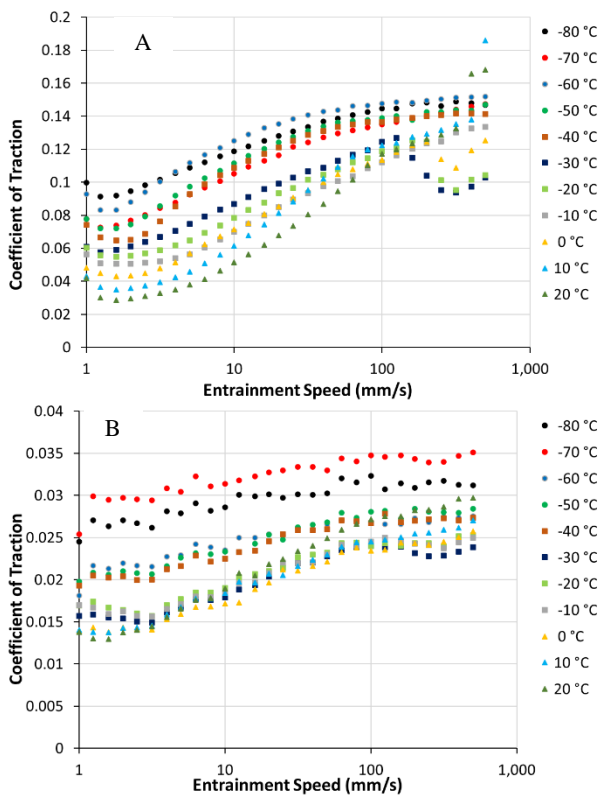 A
Coefficient of Traction
0.2
0.18
0.16
0.14
0.12
0.1
0.08
0.06
0.04
0.02
0
1
10
100
1,000
Entrainment Speed (mm/s)
-80 °C
-70 °C
-60 °C
-50 °C
-40 °C
-30 °C
-20 °C
-10 °C
0 °C
10 °C
20 °C
B
Coefficient of Traction
0.04
0.035
0.03
0.025
0.02
0.015
0.01
0.005
0
1
10
100
1,000
Entrainment Speed (mm/s)
-80 °C
-70 °C
-60 °C
-50 °C
-40 °C
-30 °C
-20 °C
-10 °C
0 °C
10 °C
20 °C